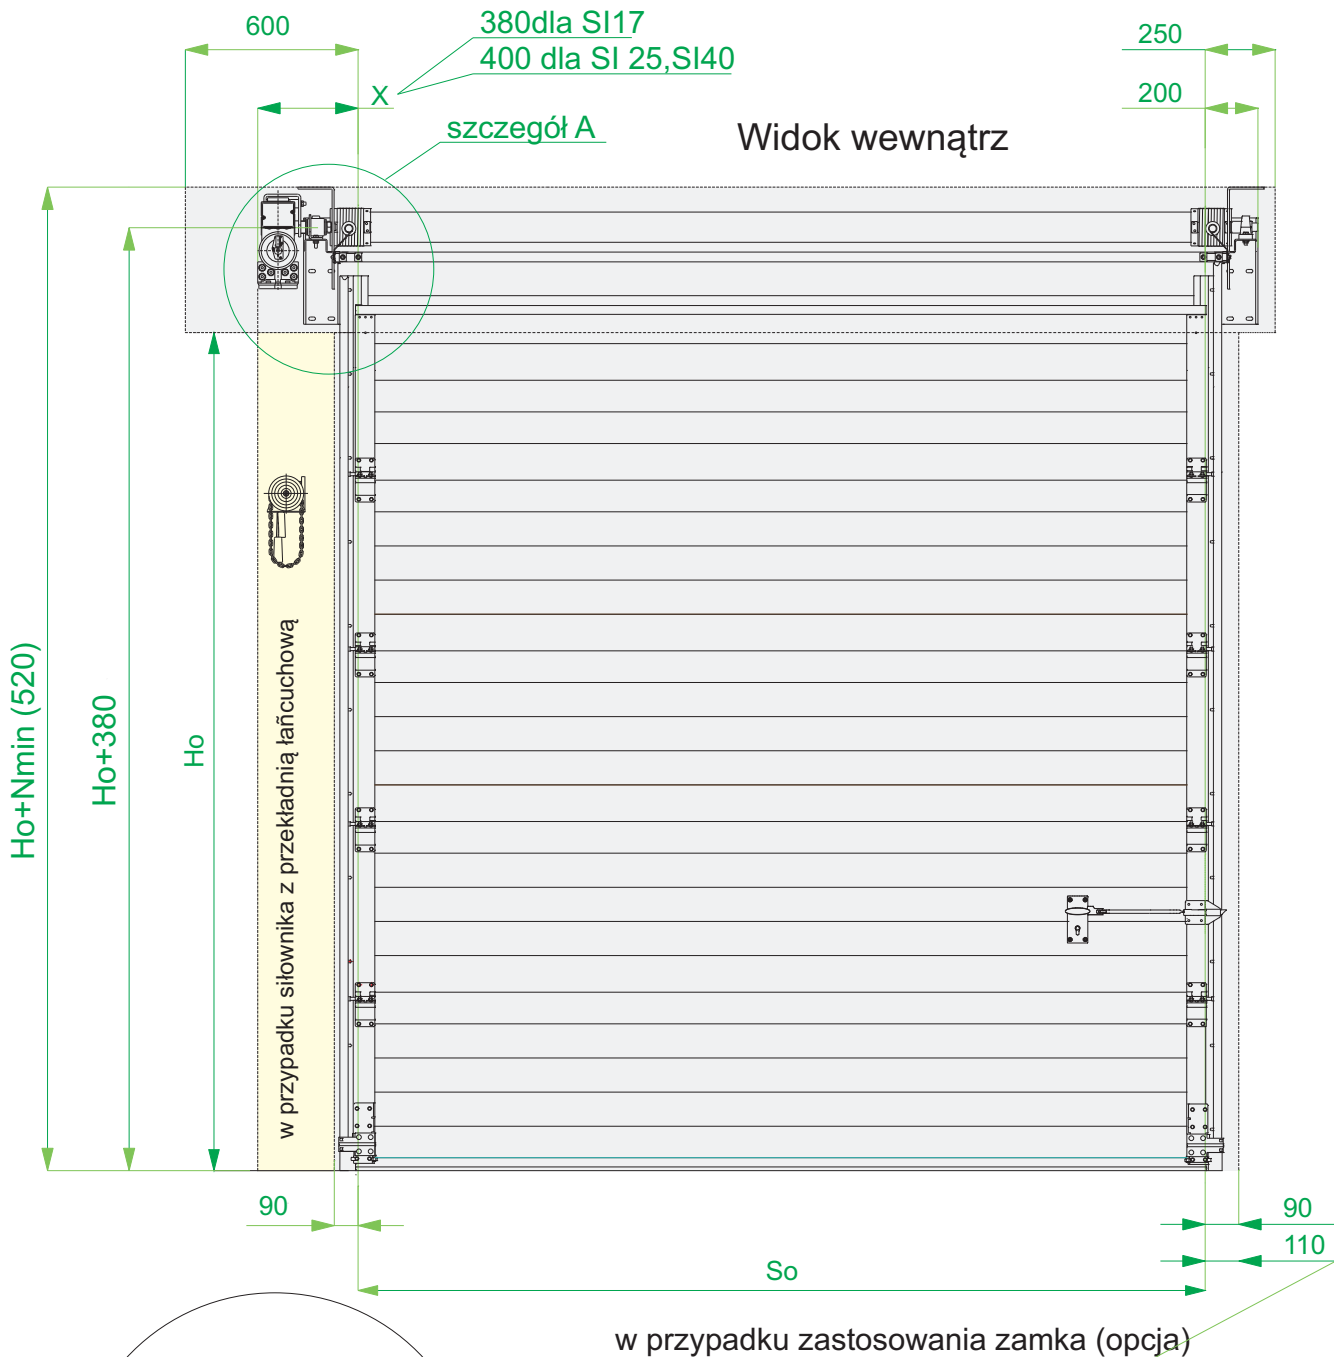 600
380dla SI17
400 dla SI 25,SI40
250
X
200
szczegół A
Widok wewnątrz
Ho+Nmin (520)
Ho+380
Ho
w przypadku siłownika z przekładnią łańcuchową
90
90
110
So
w przypadku zastosowania zamka (opcja)